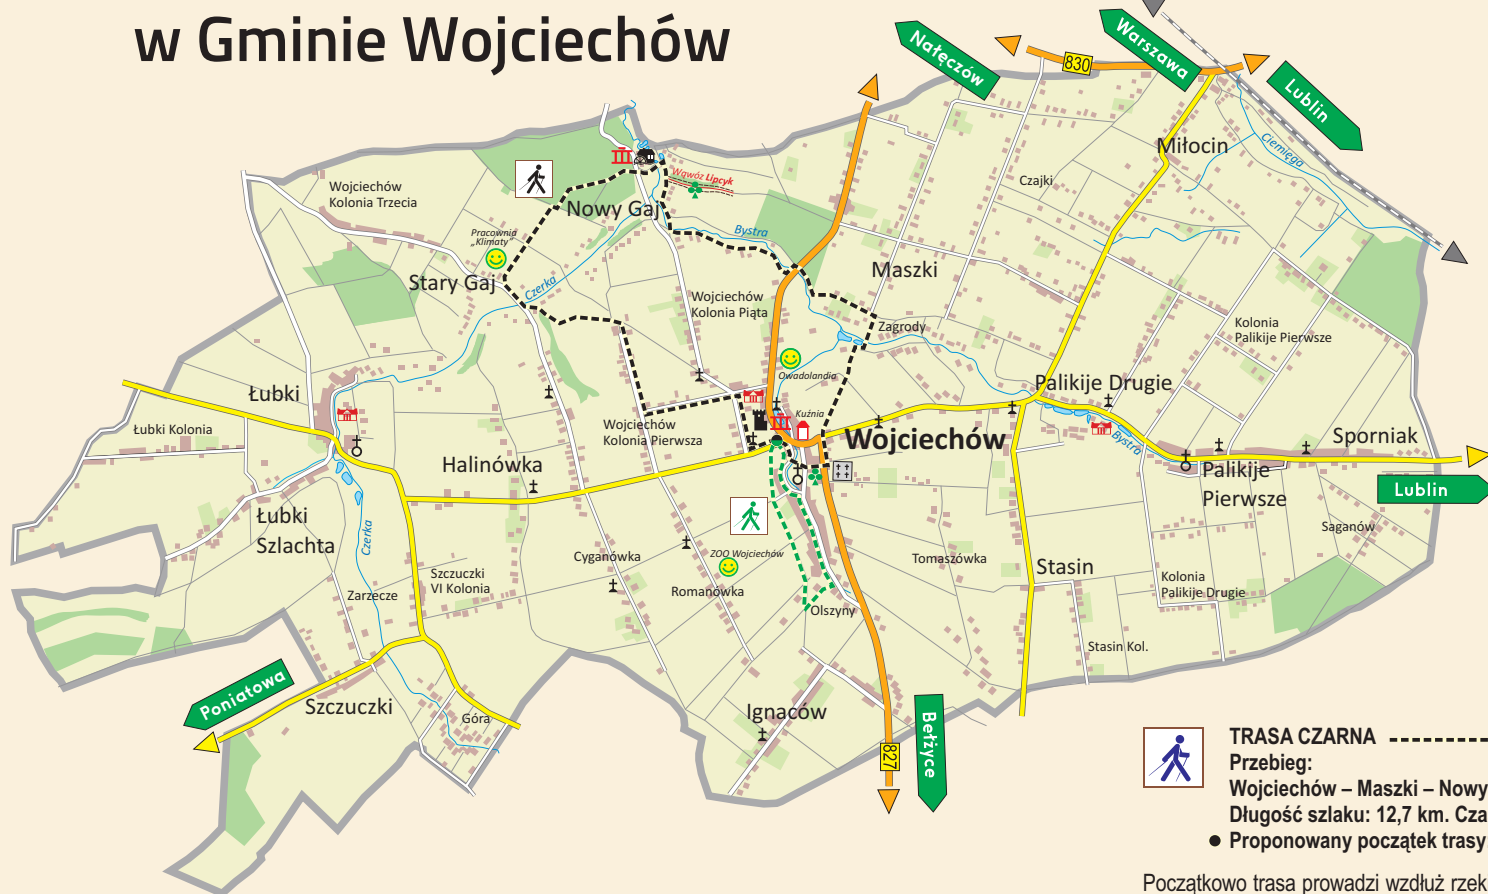 w Gminie Wojciechów
Nałęczów
830
Warszawa
Lublin
Miłocin
Ciemięga
Wąwóz Lipcyk
Czajki
Wojciechów
Kolonia Trzecia
Nowy Gaj
Pracownia
„Klimaty”
Bystra
Stary Gaj
Czerka
Maszki
Wojciechów
Kolonia Piąta
Zagrody
Kolonia
Palikije Pierwsze
Owadolandia
Palikije Drugie
Łubki
Kuźnia
Łubki Kolonia
Wojciechów
Kolonia Pierwsza
Wojciechów
Bystra
Sporniak
Halinówka
Palikije
Pierwsze
Lublin
Łubki
Szlachta
Czerka
Saganów
ZOO Wojciechów
Cyganówka
Tomaszówka
Stasin
Szczuczki
VI Kolonia
Kolonia
Palikije Drugie
Zarzecze
Romanówka
Olszyny
Stasin Kol.
Poniatowa
Szczuczki
Góra
Ignaców
Bełżyce
827
TRASA CZARNA
Przebieg:
Wojciechów – Maszki – Nowy
Długość szlaku: 12,7 km. Cza
Proponowany początek trasy
Początkowo trasa prowadzi wzdłuż rzek